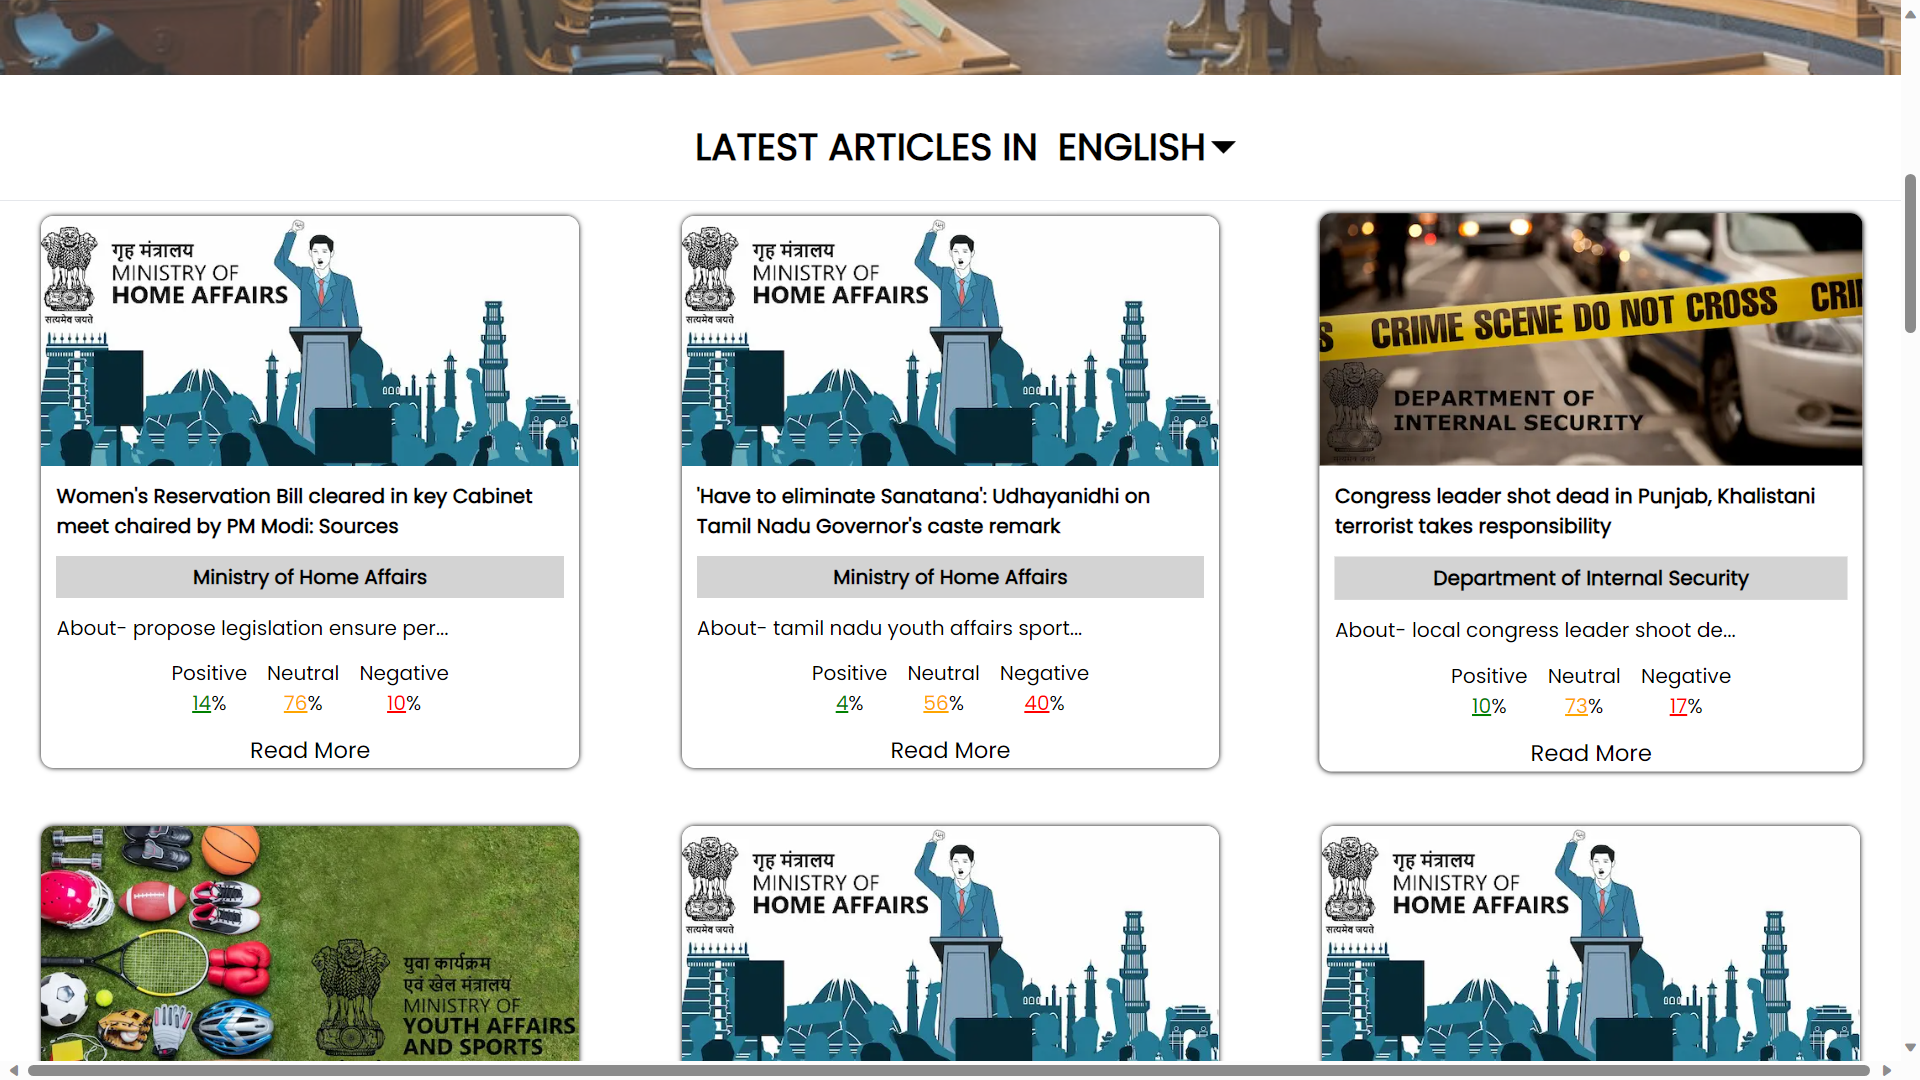 LATEST ARTICLES IN ENGLISH
गृह मंत्रालय
MINISTRY OF
HOME AFFAIRS
सत्यमेव जयते
Women's Reservation Bill cleared in key Cabinet
meet chaired by PM Modi: Sources
Ministry of Home Affairs
About- propose legislation ensure per...
Positive Neutral Negative
14% 76% 10%
Read More
गृह मंत्रालय
MINISTRY OF
HOME AFFAIRS
सत्यमेव जयते
'Have to eliminate Sanatana': Udhayanidhi on
Tamil Nadu Governor's caste remark
Ministry of Home Affairs
About- tamil nadu youth affairs sport...
Positive Neutral Negative
4% 56% 40%
Read More
S CRIME SCENE DO NOT CROSS CRI
DEPARTMENT OF
INTERNAL SECURITY
Congress leader shot dead in Punjab, Khalistani
terrorist takes responsibility
Department of Internal Security
About- local congress leader shoot de...
Positive Neutral Negative
10% 73% 17%
Read More
युवा कार्यक्रम
एवं खेल मंत्रालय
MINISTRY OF
YOUTH AFFAIRS
AND SPORTS
गृह मंत्रालय
MINISTRY OF
HOME AFFAIRS
सत्यमेव जयते
गृह मंत्रालय
MINISTRY OF
HOME AFFAIRS
सत्यमेव जयते